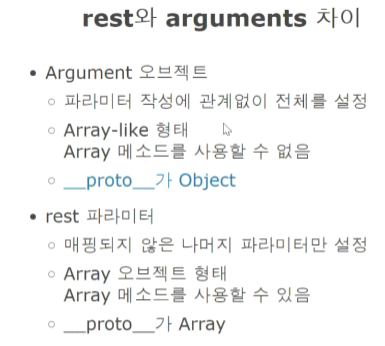 rest와 arguments 차이
Argument 오브젝트
파라미터 작성에 관계없이 전체를 설정
Array-like 형태
Array 메소드를 사용할 수 없음
__proto__가 Object
rest 파라미터
매핑되지 않은 나머지 파라미터만 설정
Array 오브젝트 형태
Array 메소드를 사용할 수 있음
__proto__가 Array